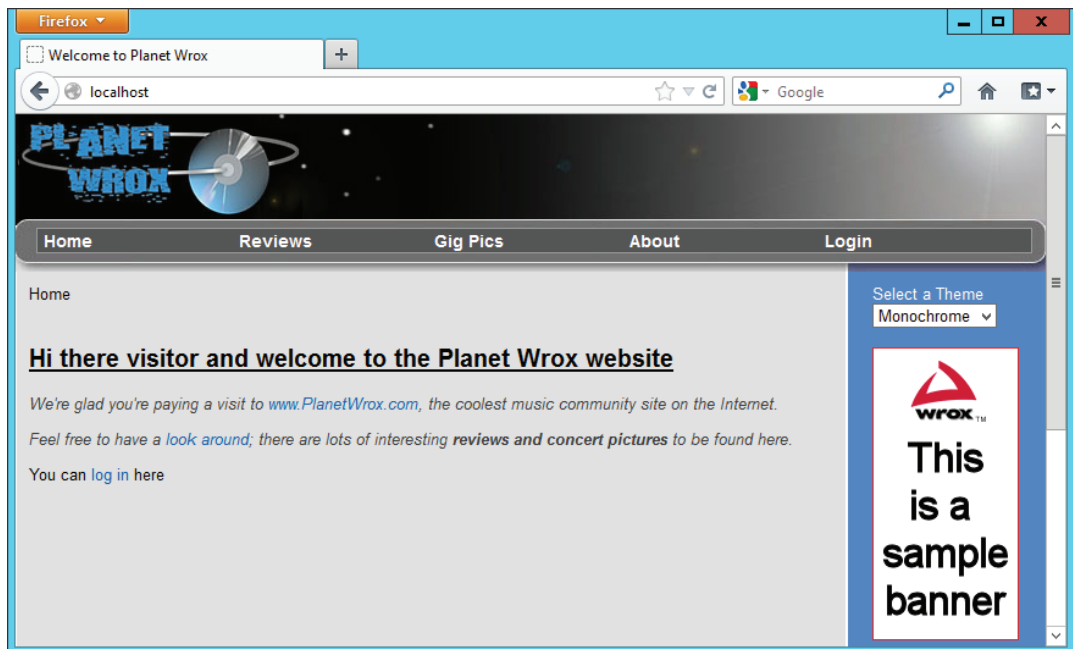 Firefox
Welcome to Planet Wrox
localhost
Google
PLANET
WROX
Home Reviews Gig Pics About Login
Home
Select a Theme
Monochrome
Hi there visitor and welcome to the Planet Wrox website
We're glad you're paying a visit to www.PlanetWrox.com, the coolest music community site on the Internet.
Feel free to have a look around; there are lots of interesting reviews and concert pictures to be found here.
You can log in here
wrox TM
This
is a
sample
banner